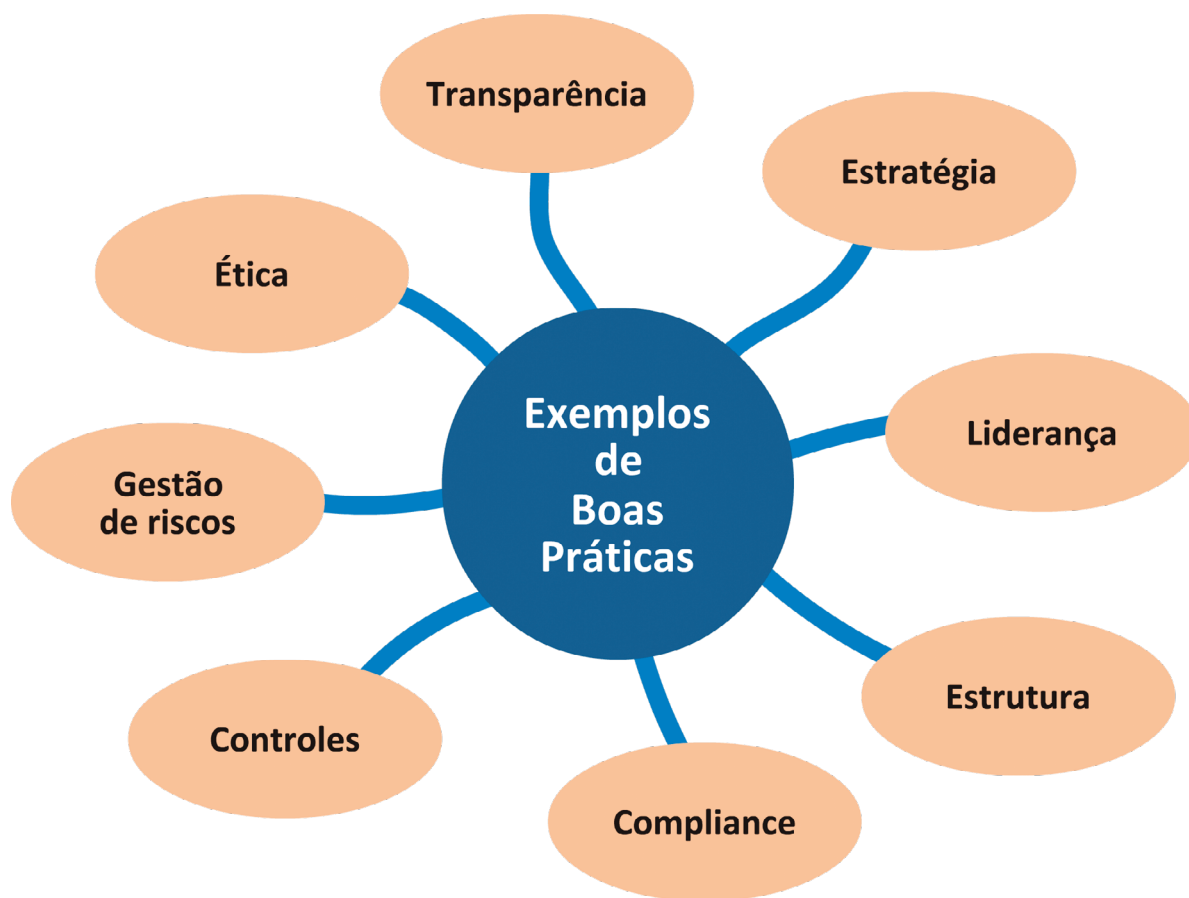 Transparência
Estratégia
Ética
Exemplos
de
Boas
Práticas
Liderança
Gestão
de riscos
Estrutura
Controles
Compliance